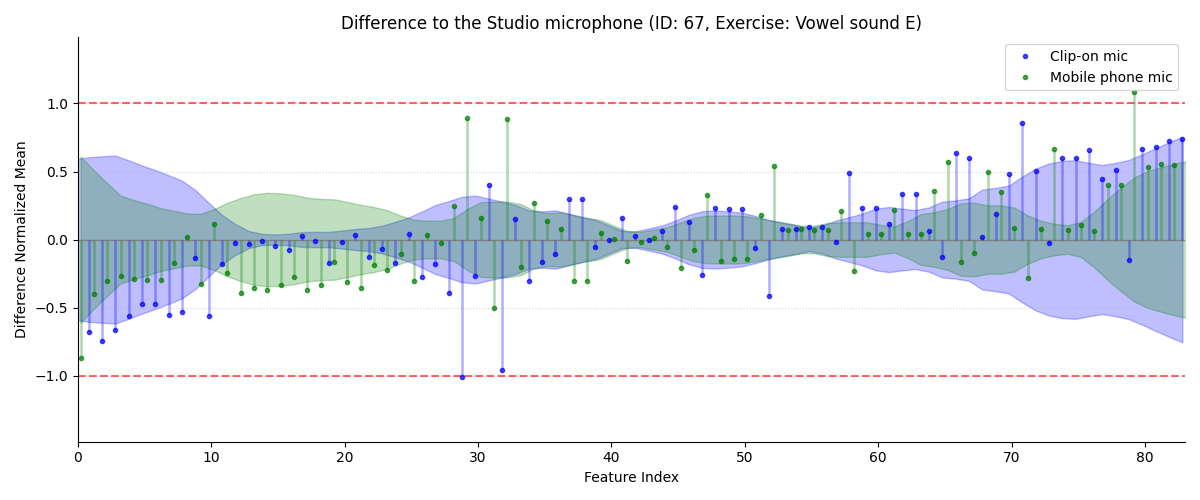 Difference to the Studio microphone (ID: 67, Exercise: Vowel sound E)
Clip-on mic
Mobile phone mic
Difference Normalized Mean
1.0
0.5
0.0
−0.5
−1.0
0 10 20 30 40 50 60 70 80
Feature Index